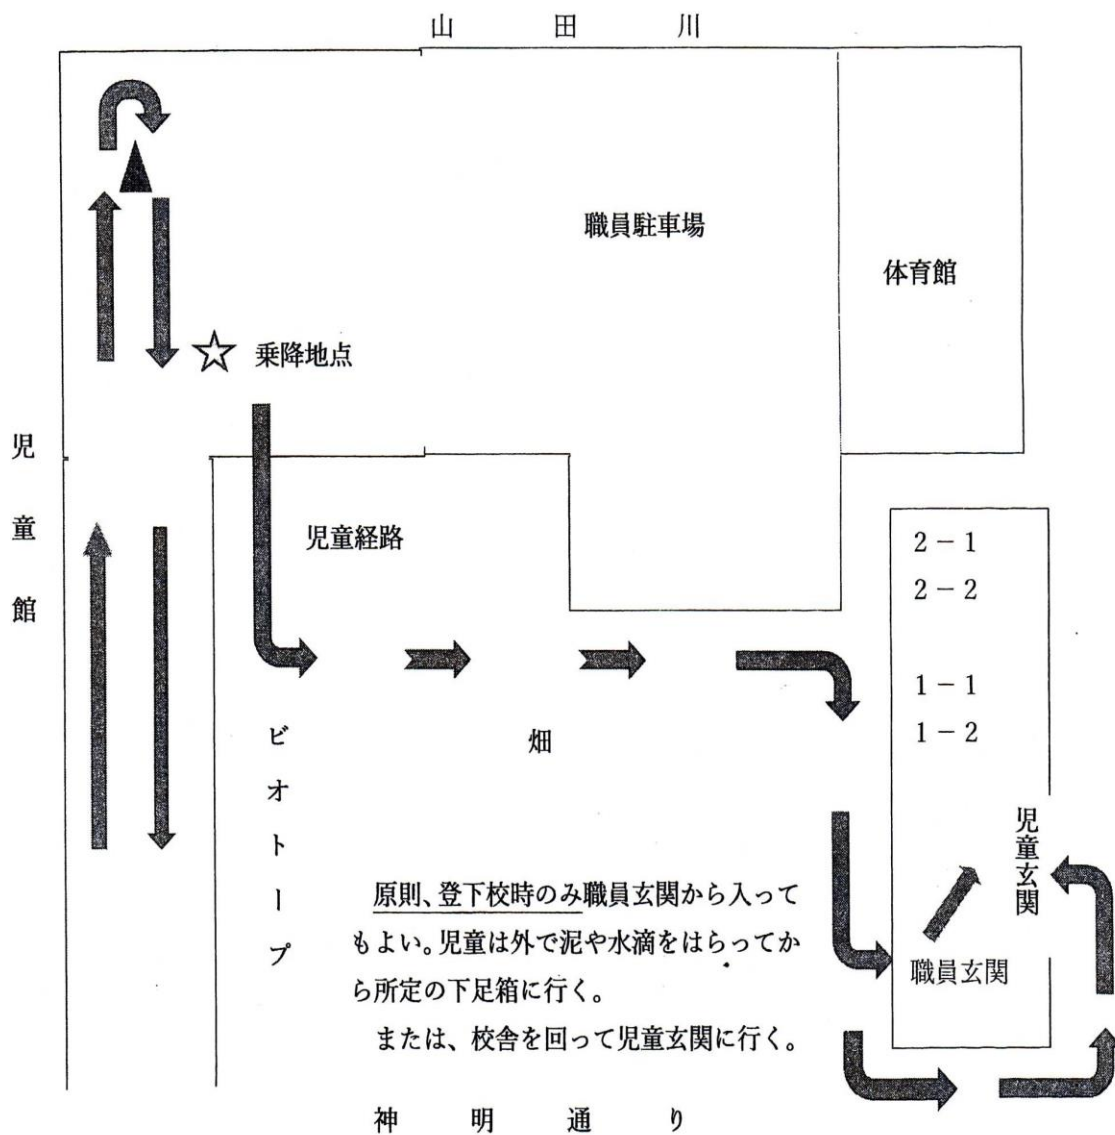 山田川
職員駐車場
体育館
☆ 乗降地点
児童館
児童経路
2－1
2－2
1－1
1－2
ビオトープ
畑
児童玄関
原則、登下校時のみ職員玄関から入って
もよい。児童は外で泥や水滴をはらってか
ら所定の下足箱に行く。
または、校舎を回って児童玄関に行く。
職員玄関
神明通り